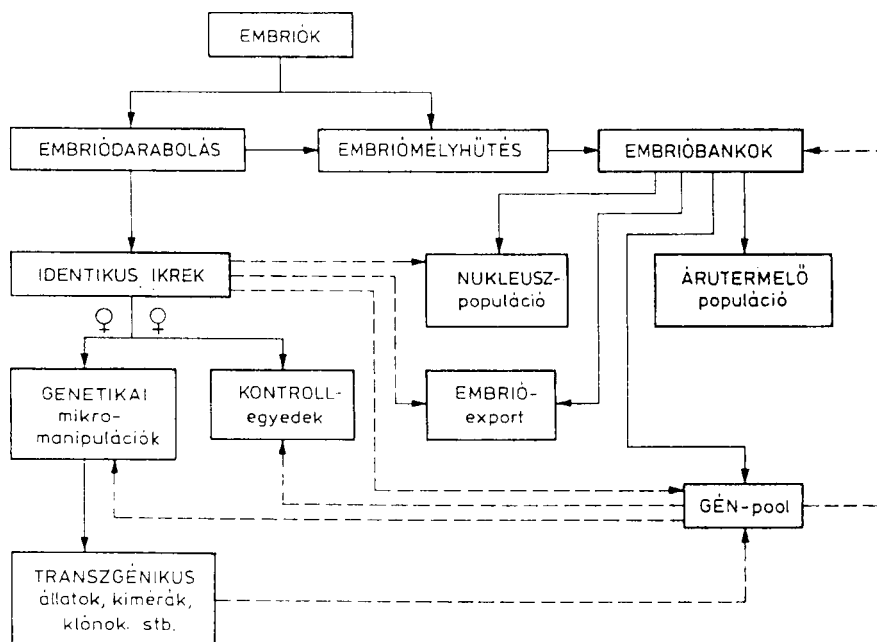 EMBRIÓK
EMBRIÓDARABOLÁS
EMBRIÓMÉLYHŰTÉS
EMBRIÓBANKOK
IDENTIKUS IKREK
NUKLEUSZ-
populáció
ÁRUTERMELŐ
populáció
♀ ♀
GENETIKAI
mikro-
manipulációk
KONTROLL-
egyedek
EMBRIÓ-
export
GÉN-pool
TRANSZGÉNIKUS
állatok, kimérák,
klónok. stb.